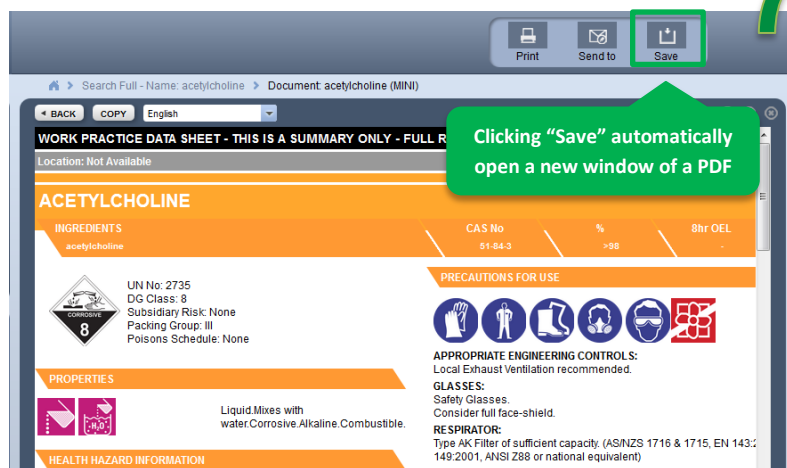 7
Print Send to Save
Search Full - Name: acetylcholine > Document: acetylcholine (MINI)
BACK COPY English
Clicking “Save” automatically
open a new window of a PDF
WORK PRACTICE DATA SHEET - THIS IS A SUMMARY ONLY - FULL R
Location: Not Available
ACETYLCHOLINE
INGREDIENTS CAS No % 8hr OEL
acetylcholine 51-84-3 >98 -
UN No: 2735
DG Class: 8
Subsidiary Risk: None
Packing Group: III
Poisons Schedule: None
CORROSIVE
8
PROPERTIES
H₂O
Liquid.Mixes with
water.Corrosive.Alkaline.Combustible.
HEALTH HAZARD INFORMATION
PRECAUTIONS FOR USE
APPROPRIATE ENGINEERING CONTROLS:
Local Exhaust Ventilation recommended.
GLASSES:
Safety Glasses.
Consider full face-shield.
RESPIRATOR:
Type AK Filter of sufficient capacity. (AS/NZS 1716 & 1715, EN 143:2
149:2001, ANSI Z88 or national equivalent)